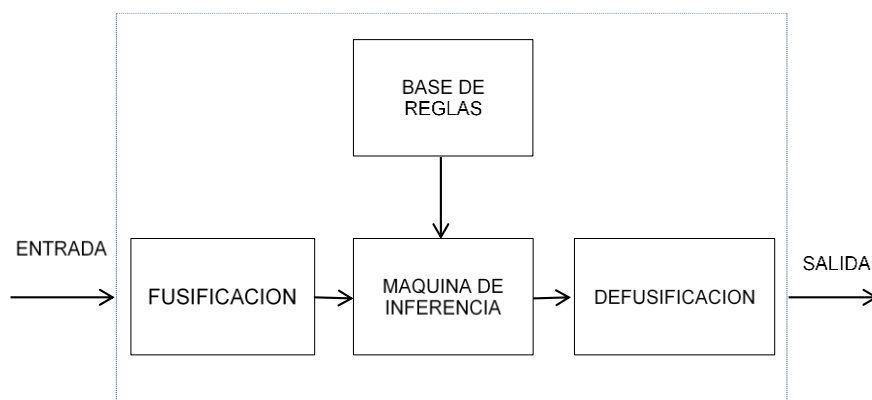 BASE DE
REGLAS
ENTRADA
FUSIFICACION
MAQUINA DE
INFERENCIA
DEFUSIFICACION
SALIDA